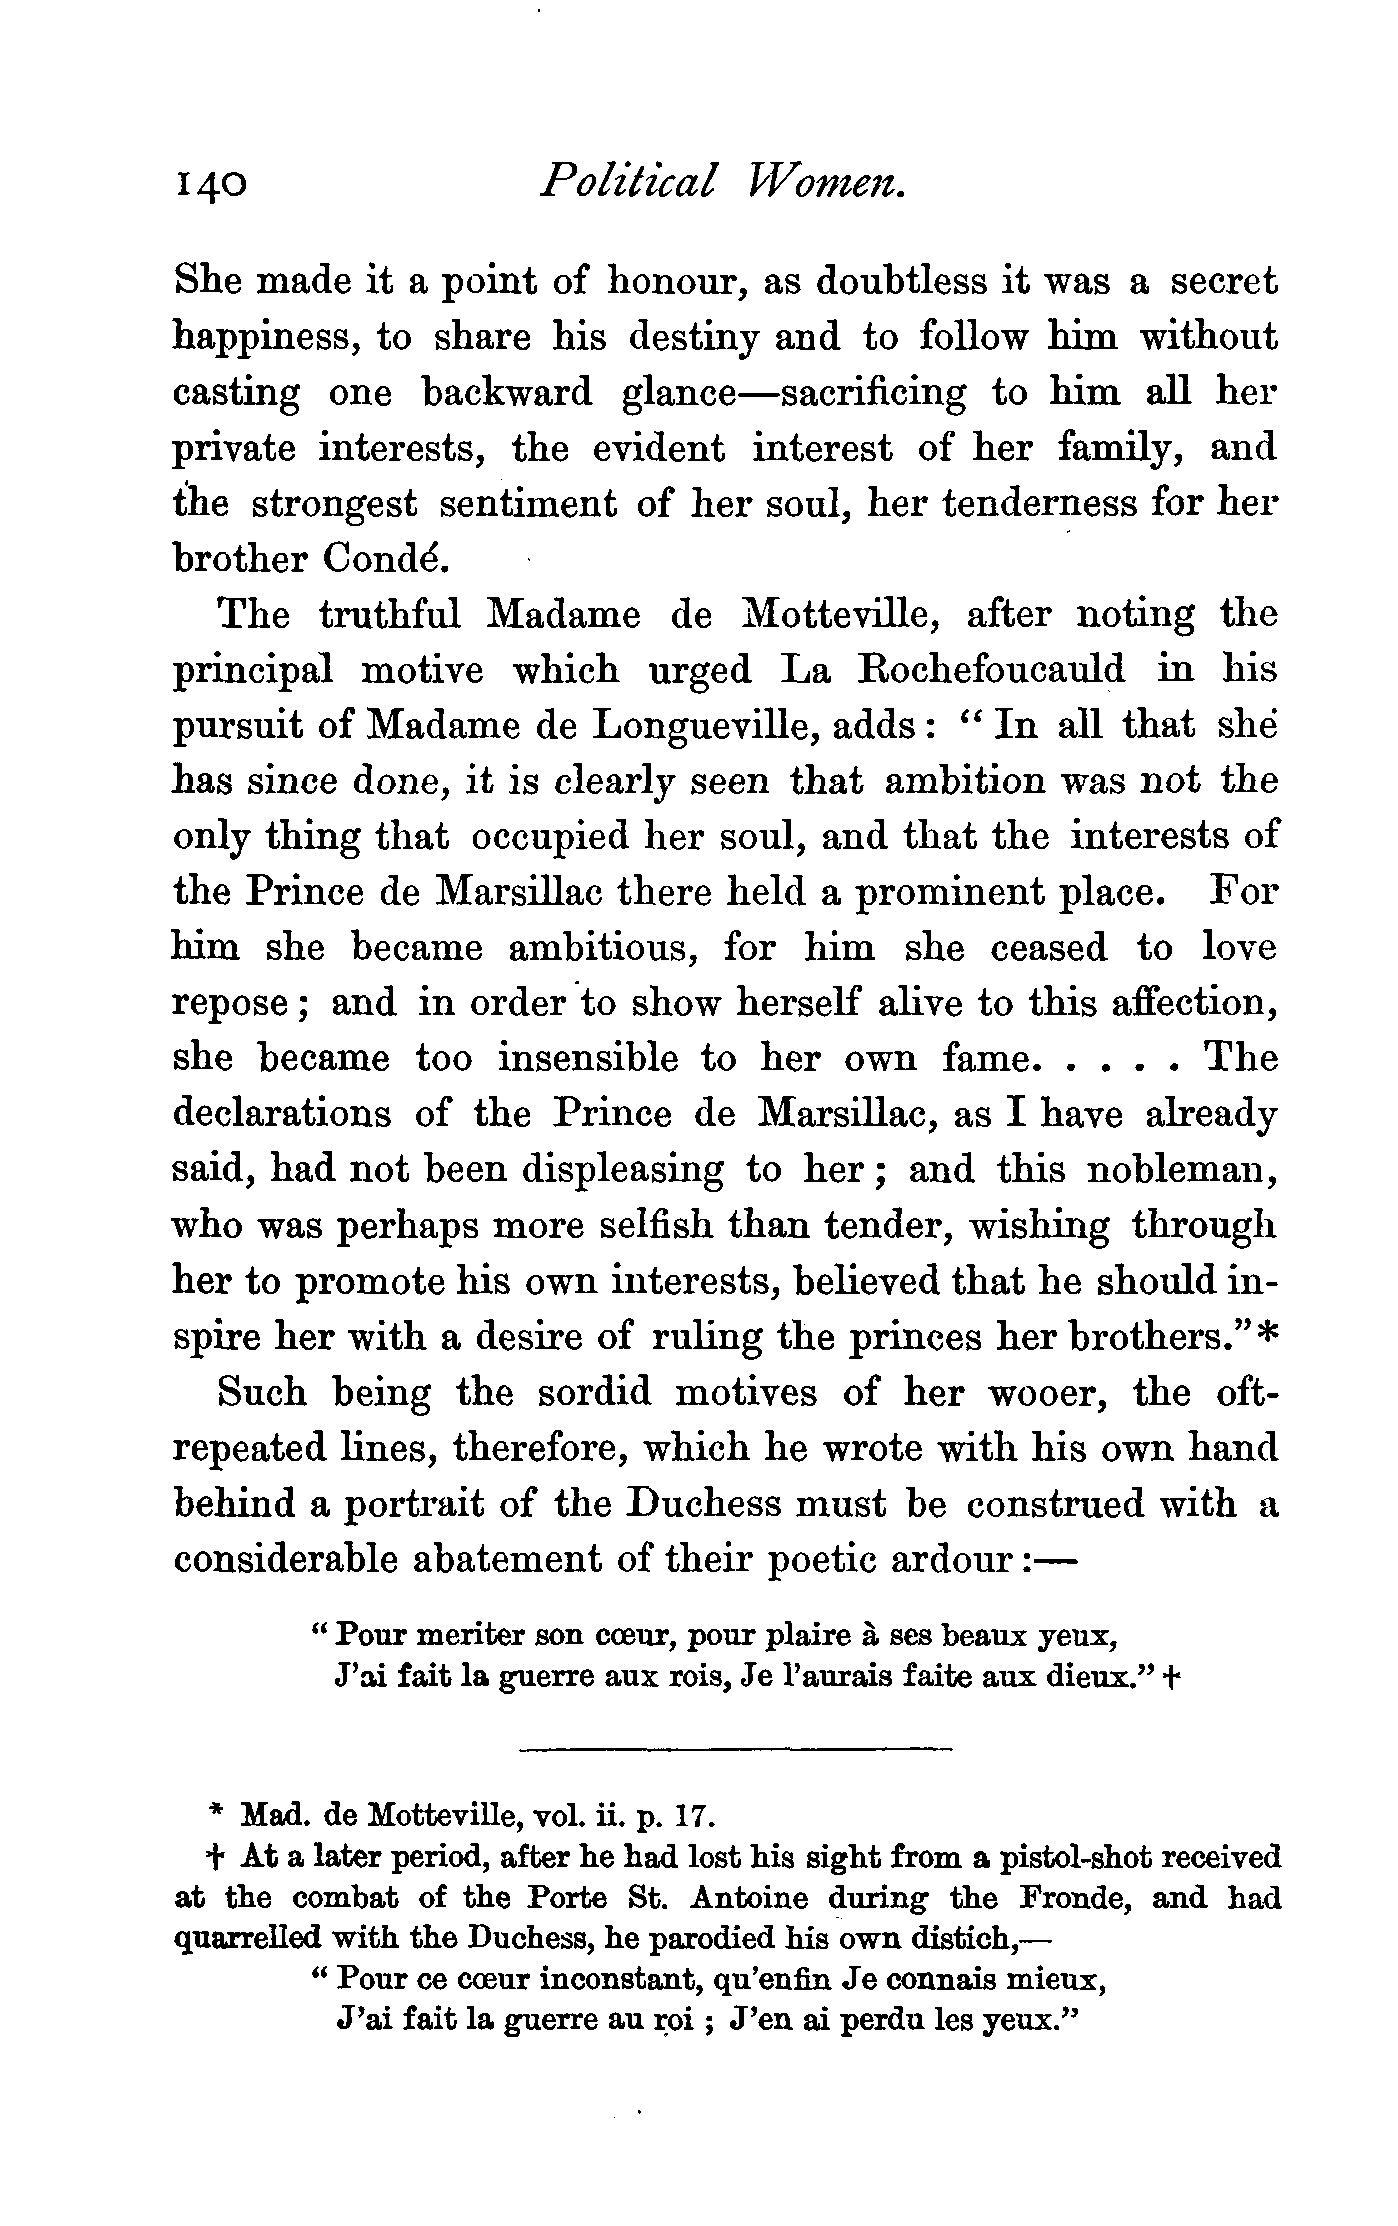 140 Political Women.
She made it a point of honour, as doubtless it was a secret
happiness, to share his destiny and to follow him without
casting one backward glance—sacrificing to him all her
private interests, the evident interest of her family, and
the strongest sentiment of her soul, her tenderness for her
brother Condé.
The truthful Madame de Motteville, after noting the
principal motive which urged La Rochefoucauld in his
pursuit of Madame de Longueville, adds: “In all that she
has since done, it is clearly seen that ambition was not the
only thing that occupied her soul, and that the interests of
the Prince de Marsillac there held a prominent place. For
him she became ambitious, for him she ceased to love
repose; and in order to show herself alive to this affection,
she became too insensible to her own fame. . . . . The
declarations of the Prince de Marsillac, as I have already
said, had not been displeasing to her; and this nobleman,
who was perhaps more selfish than tender, wishing through
her to promote his own interests, believed that he should in-
spire her with a desire of ruling the princes her brothers.”*
Such being the sordid motives of her wooer, the oft-
repeated lines, therefore, which he wrote with his own hand
behind a portrait of the Duchess must be construed with a
considerable abatement of their poetic ardour:—
“Pour meriter son cœur, pour plaire à ses beaux yeux,
J’ai fait la guerre aux rois, Je l’aurais faite aux dieux.” †
* Mad. de Motteville, vol. ii. p. 17.
† At a later period, after he had lost his sight from a pistol-shot received
at the combat of the Porte St. Antoine during the Fronde, and had
quarrelled with the Duchess, he parodied his own distich,—
“Pour ce cœur inconstant, qu’enfin Je connais mieux,
J’ai fait la guerre au roi; J’en ai perdu les yeux.”